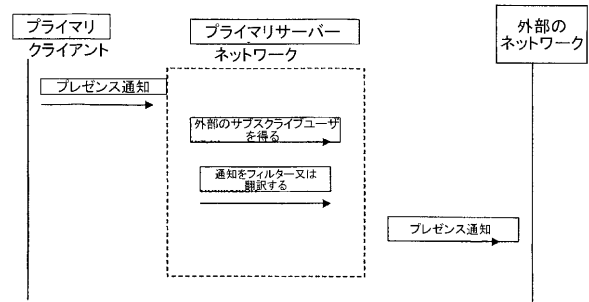 プライマリ
クライアント
プライマリサーバー
ネットワーク
外部の
ネットワーク
プレゼンス通知
外部のサブスクライブユーザ
を得る
通知をフィルター又は
翻訳する
プレゼンス通知